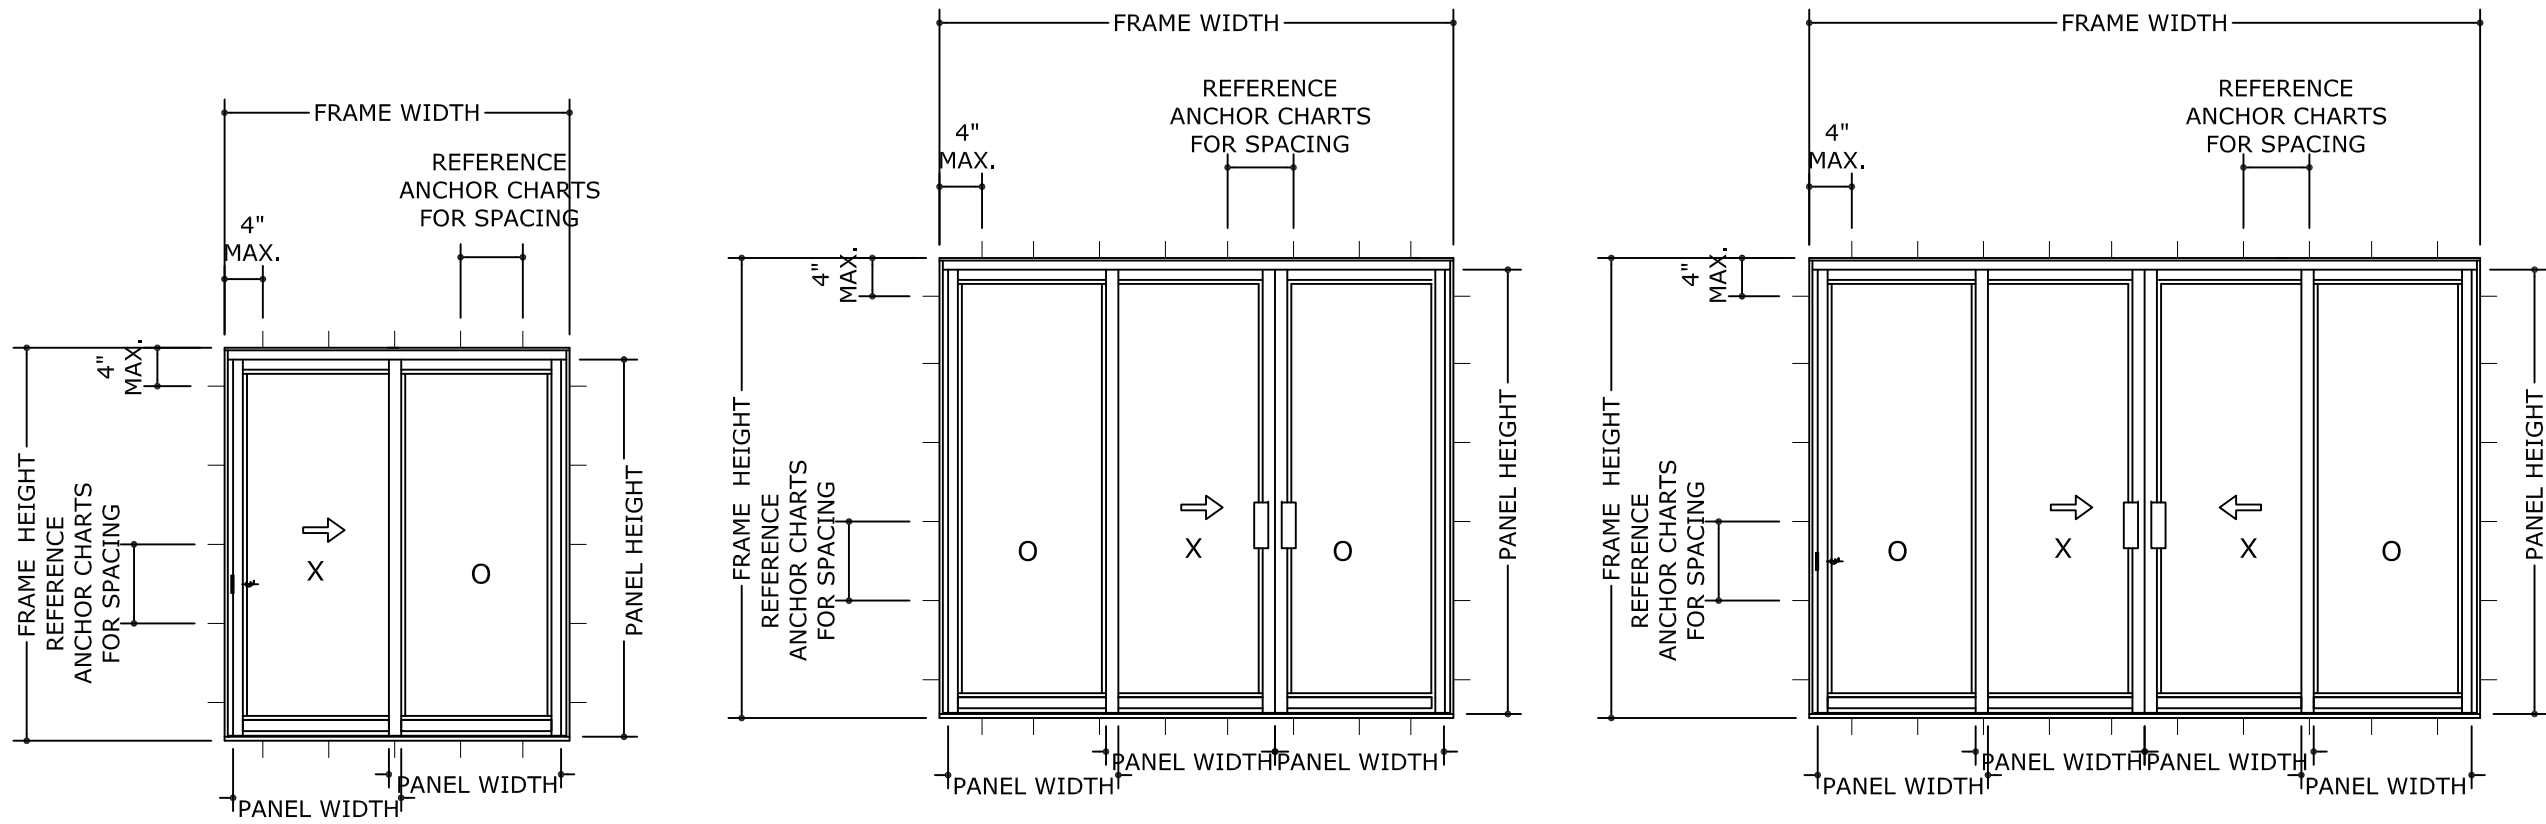 FRAME WIDTH
REFERENCE
ANCHOR CHARTS
FOR SPACING
4"
MAX.
4"
MAX.
FRAME HEIGHT
REFERENCE
ANCHOR CHARTS
FOR SPACING
X
O
PANEL HEIGHT
PANEL WIDTH
PANEL WIDTH
FRAME WIDTH
REFERENCE
ANCHOR CHARTS
FOR SPACING
4"
MAX.
4"
MAX.
FRAME HEIGHT
REFERENCE
ANCHOR CHARTS
FOR SPACING
O
X
O
PANEL HEIGHT
PANEL WIDTH
PANEL WIDTH
PANEL WIDTH
FRAME WIDTH
REFERENCE
ANCHOR CHARTS
FOR SPACING
4"
MAX.
4"
MAX.
FRAME HEIGHT
REFERENCE
ANCHOR CHARTS
FOR SPACING
O
X
X
O
PANEL HEIGHT
PANEL WIDTH
PANEL WIDTH
PANEL WIDTH
PANEL WIDTH